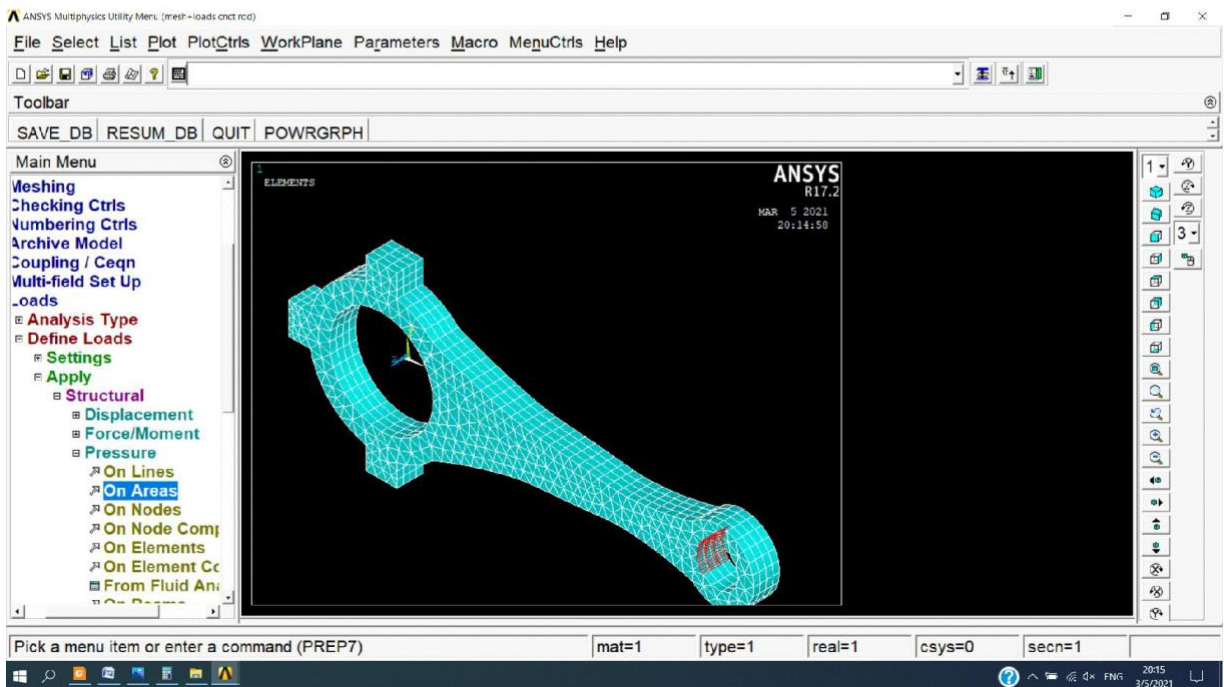 ANSYS Multiphysics Utility Menu (mesh+loads cnct rod)
File Select List Plot PlotCtrls WorkPlane Parameters Macro MenuCtrls Help
Toolbar
SAVE_DB RESUM_DB QUIT POWRGRPH
Main Menu
Meshing
Checking Ctrls
Numbering Ctrls
Archive Model
Coupling / Ceqn
Multi-field Set Up
Loads
Analysis Type
Define Loads
Settings
Apply
Structural
Displacement
Force/Moment
Pressure
On Lines
On Areas
On Nodes
On Node Comp
On Elements
On Element Co
From Fluid Ana
On Beams
1
ELEMENTS
ANSYS
R17.2
MAR 5 2021
20:14:58
1
3
Pick a menu item or enter a command (PREP7)
mat=1
type=1
real=1
csys=0
secn=1
ENG
20:15
3/5/2021